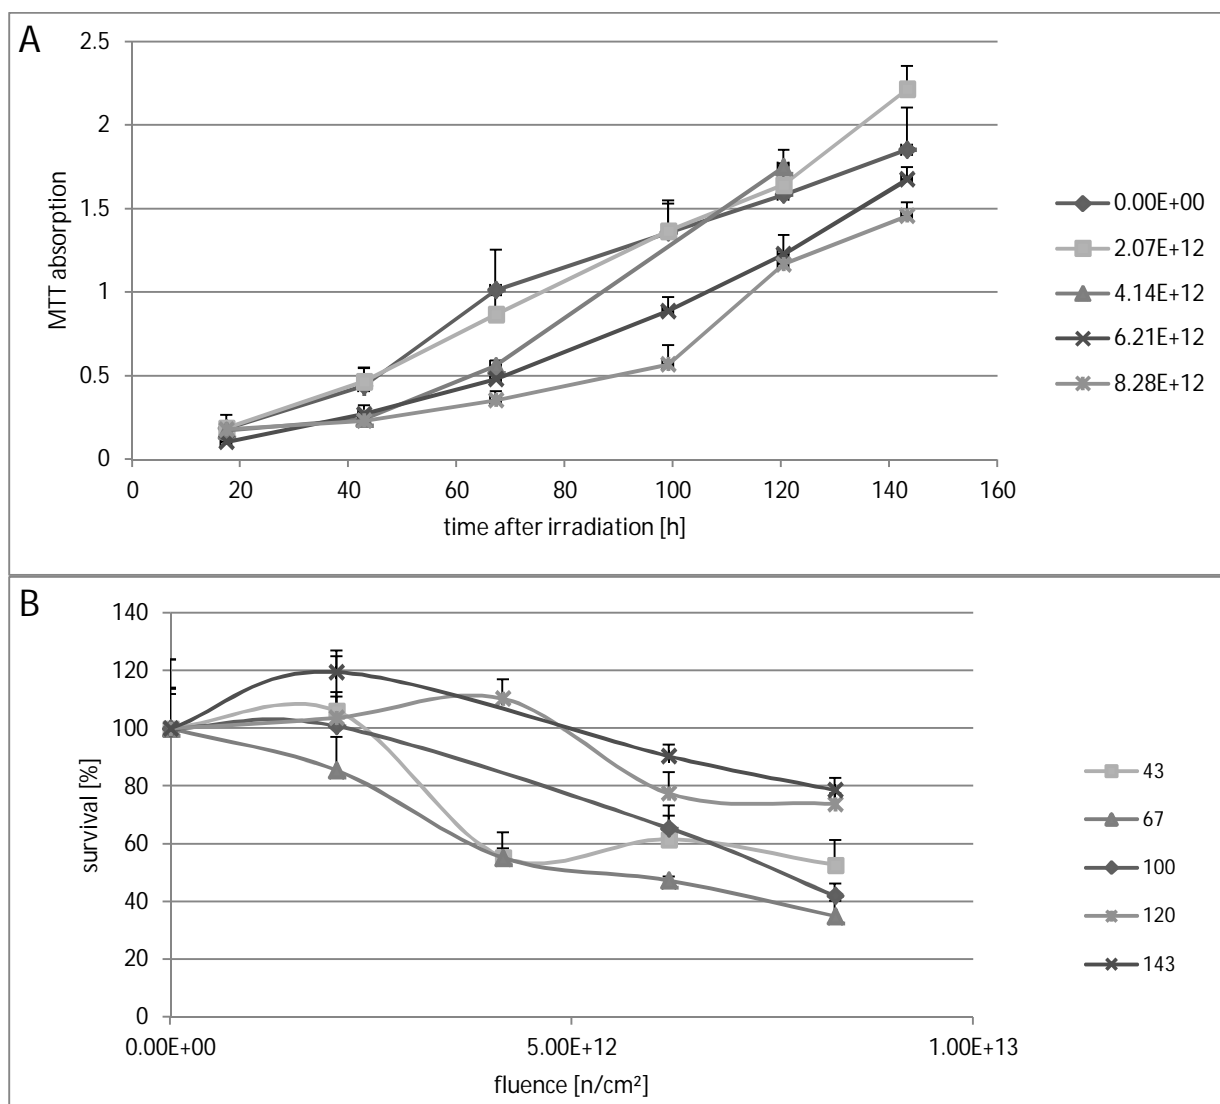 A
2.5
2
1.5
1
0.5
0
MTT absorption
0 20 40 60 80 100 120 140 160
time after irradiation [h]
0.00E+00
2.07E+12
4.14E+12
6.21E+12
8.28E+12
B
140
120
100
80
60
40
20
0
survival [%]
0.00E+00 5.00E+12 1.00E+13
fluence [n/cm²]
43
67
100
120
143